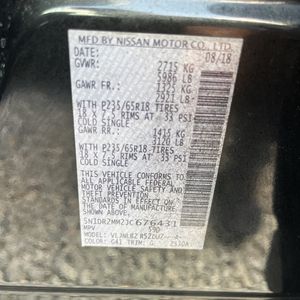 MFD BY NISSAN MOTOR CO., LTD.
DATE: 08/18
GVWR: 2715 KG
5986 LB
GAWR FR: 1325 KG
2921 LB
WITH P235/65R18 TIRES
18 X 7.5 RIMS AT 33 PSI
COLD SINGLE
GAWR RR: 1415 KG
3120 LB
WITH P235/65R18 TIRES
18 X 7.5 RIMS AT 33 PSI
COLD SINGLE
THIS VEHICLE CONFORMS TO ALL
APPLICABLE U.S. FEDERAL
MOTOR VEHICLE SAFETY
STANDARDS IN EFFECT ON THE
DATE OF MANUFACTURE SHOWN
ABOVE.
5N1DR2MM2JC676431
MPV
MODEL:
COLOR: G41 TRIM: G